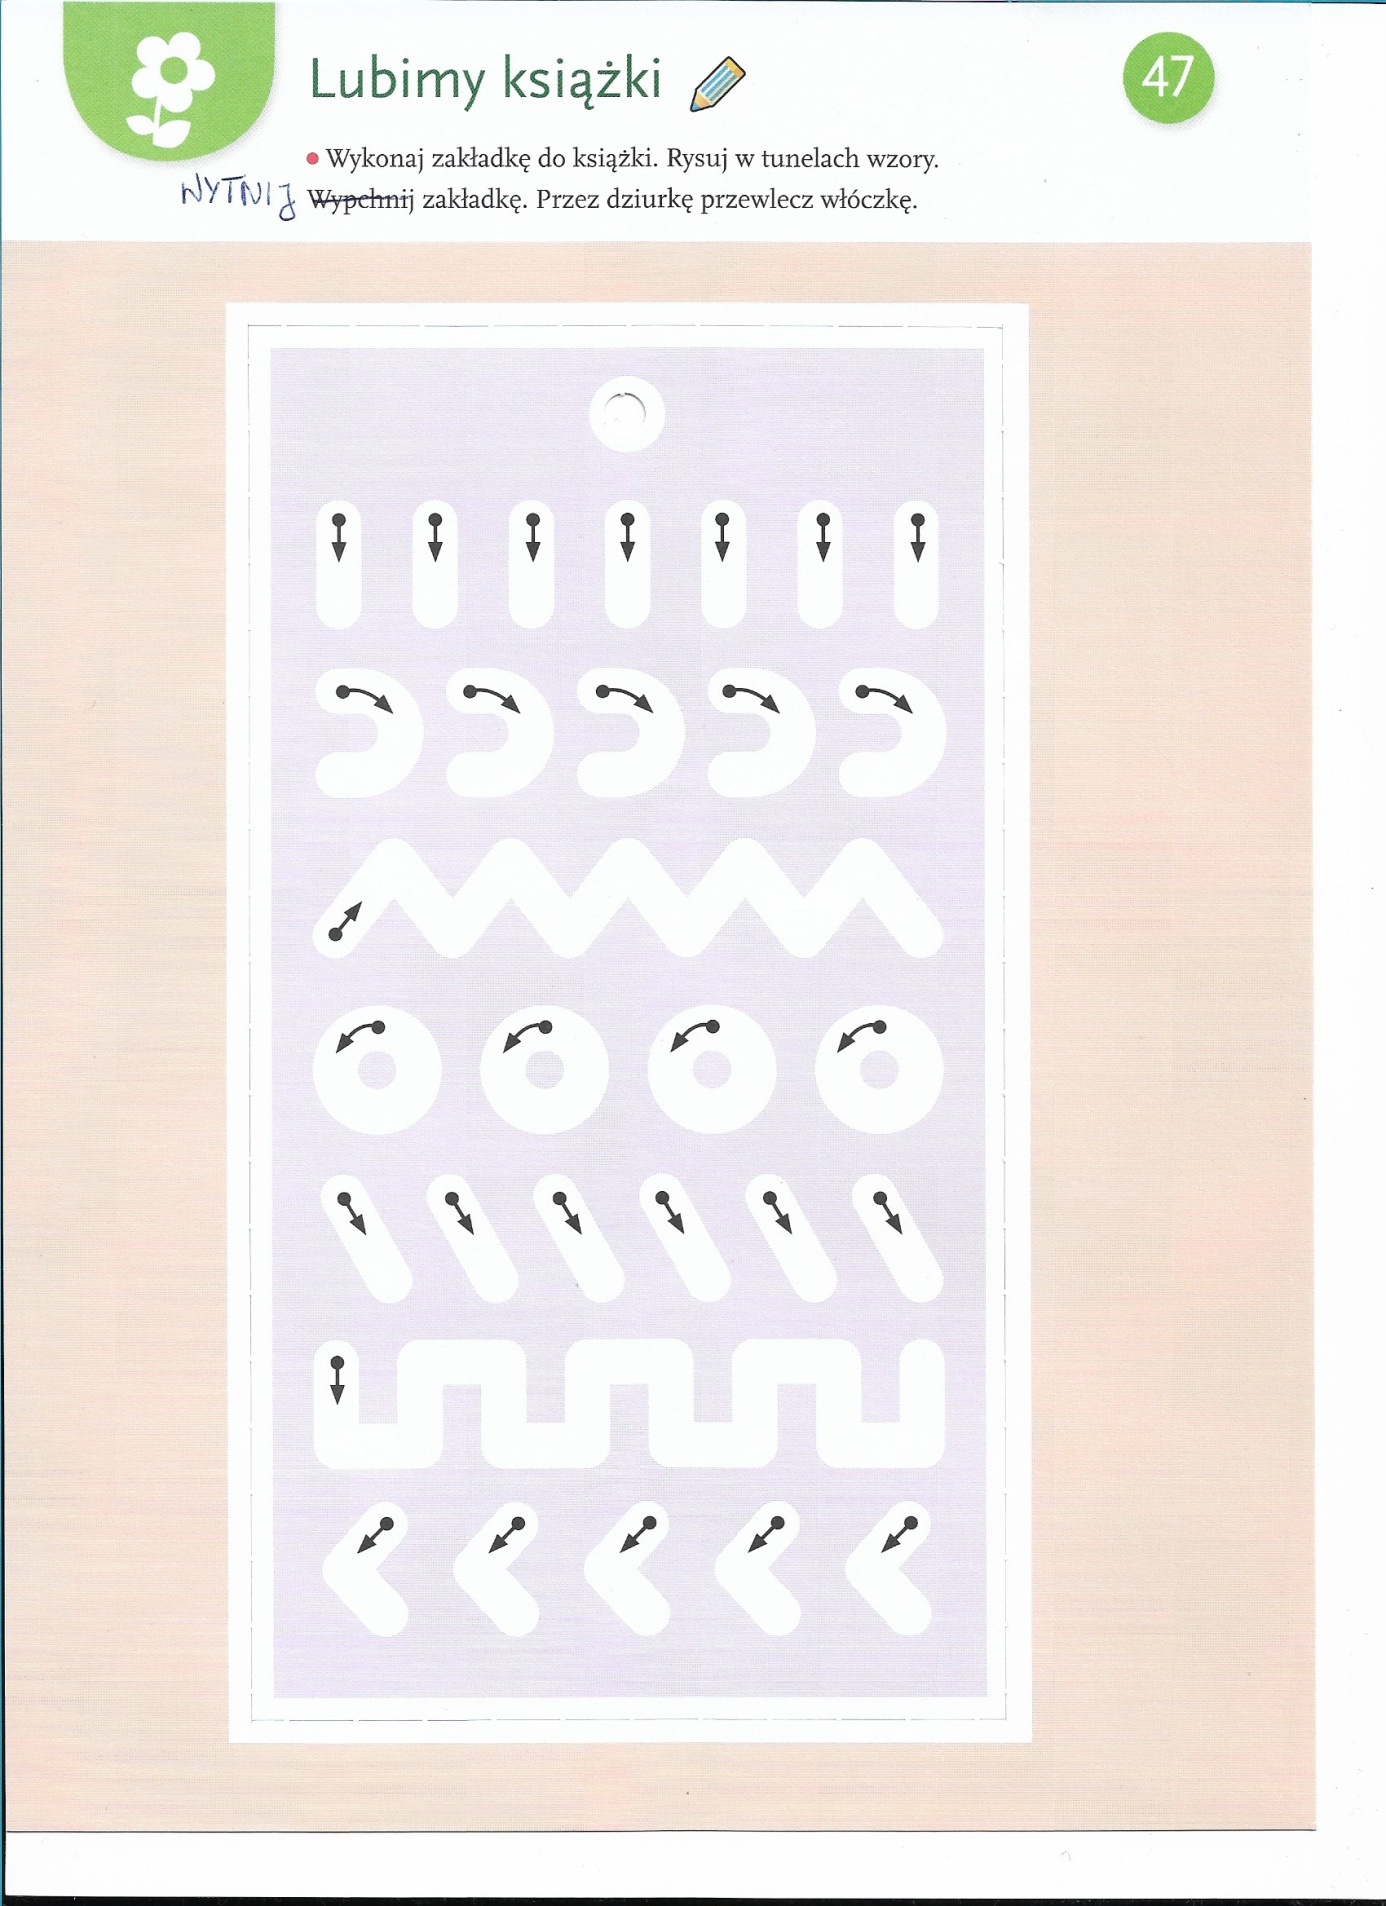 Lubimy książki
47
• Wykonaj zakładkę do książki. Rysuj w tunelach wzory.
WYTNIJ Wypchnij zakładkę. Przez dziurkę przewlecz włóczkę.